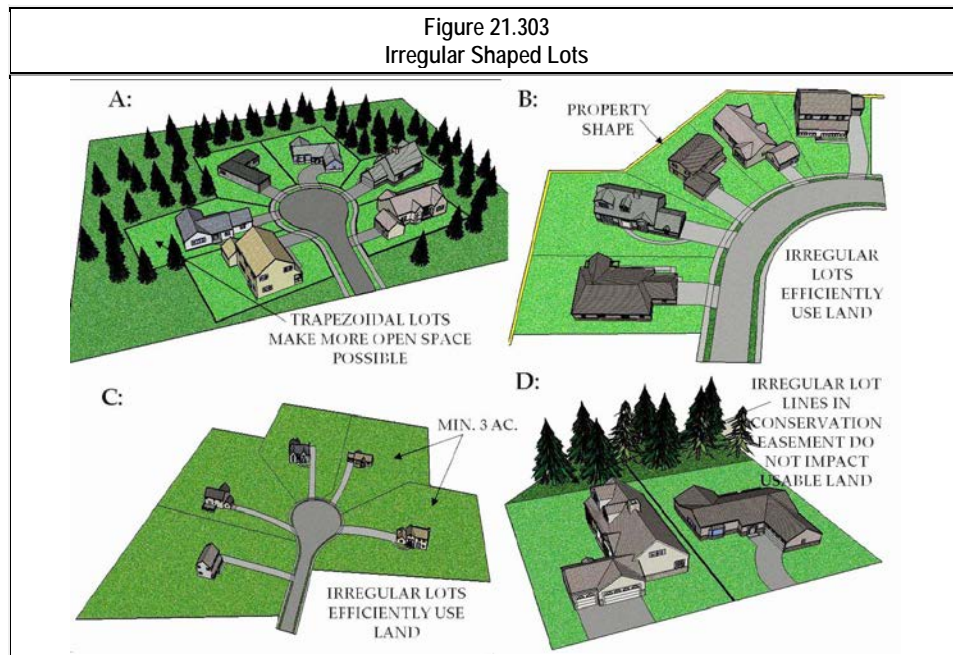 Figure 21.303
Irregular Shaped Lots
A:
TRAPEZOIDAL LOTS
MAKE MORE OPEN SPACE
POSSIBLE
B:
PROPERTY
SHAPE
IRREGULAR
LOTS
EFFICIENTLY
USE LAND
C:
MIN. 3 AC.
IRREGULAR LOTS
EFFICIENTLY USE
LAND
D:
IRREGULAR LOT
LINES IN
CONSERVATION
EASEMENT DO
NOT IMPACT
USABLE LAND